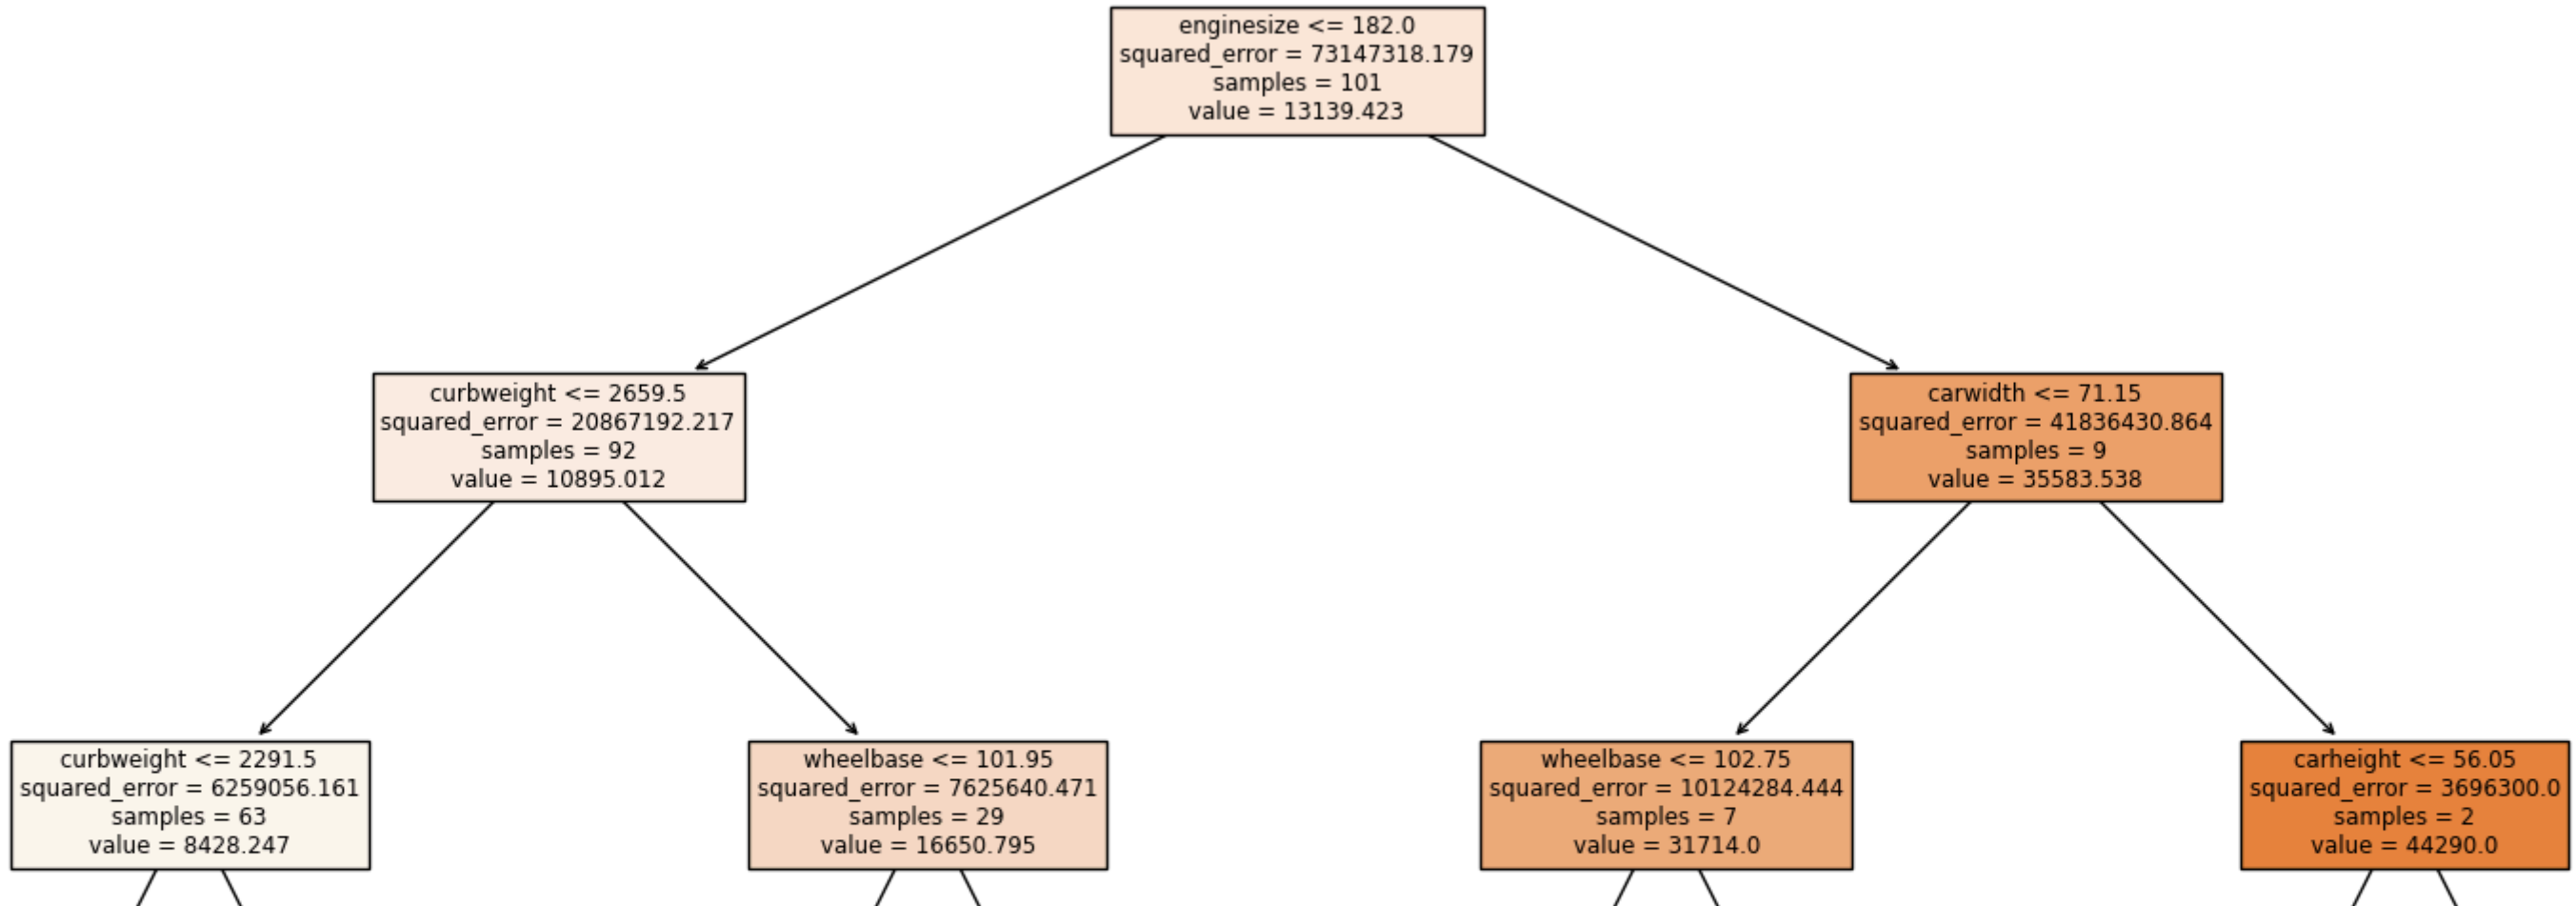 enginesize <= 182.0
squared_error = 73147318.179
samples = 101
value = 13139.423
curbweight <= 2659.5
squared_error = 20867192.217
samples = 92
value = 10895.012
carwidth <= 71.15
squared_error = 41836430.864
samples = 9
value = 35583.538
curbweight <= 2291.5
squared_error = 6259056.161
samples = 63
value = 8428.247
wheelbase <= 101.95
squared_error = 7625640.471
samples = 29
value = 16650.795
wheelbase <= 102.75
squared_error = 10124284.444
samples = 7
value = 31714.0
carheight <= 56.05
squared_error = 3696300.0
samples = 2
value = 44290.0